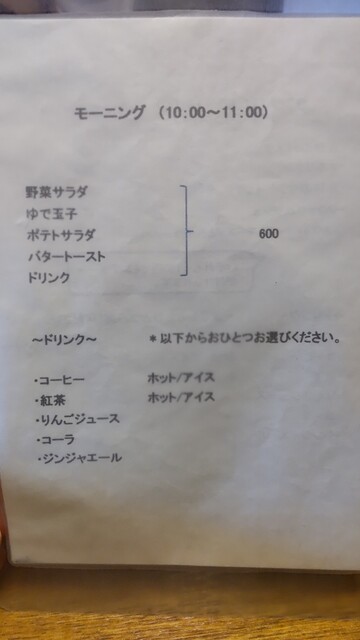 モーニング （10:00～11:00）
野菜サラダ
ゆで玉子
ポテトサラダ
バタートースト
ドリンク
600
～ドリンク～ ＊以下からおひとつお選びください。
・コーヒー ホット/アイス
・紅茶 ホット/アイス
・りんごジュース
・コーラ
・ジンジャエール